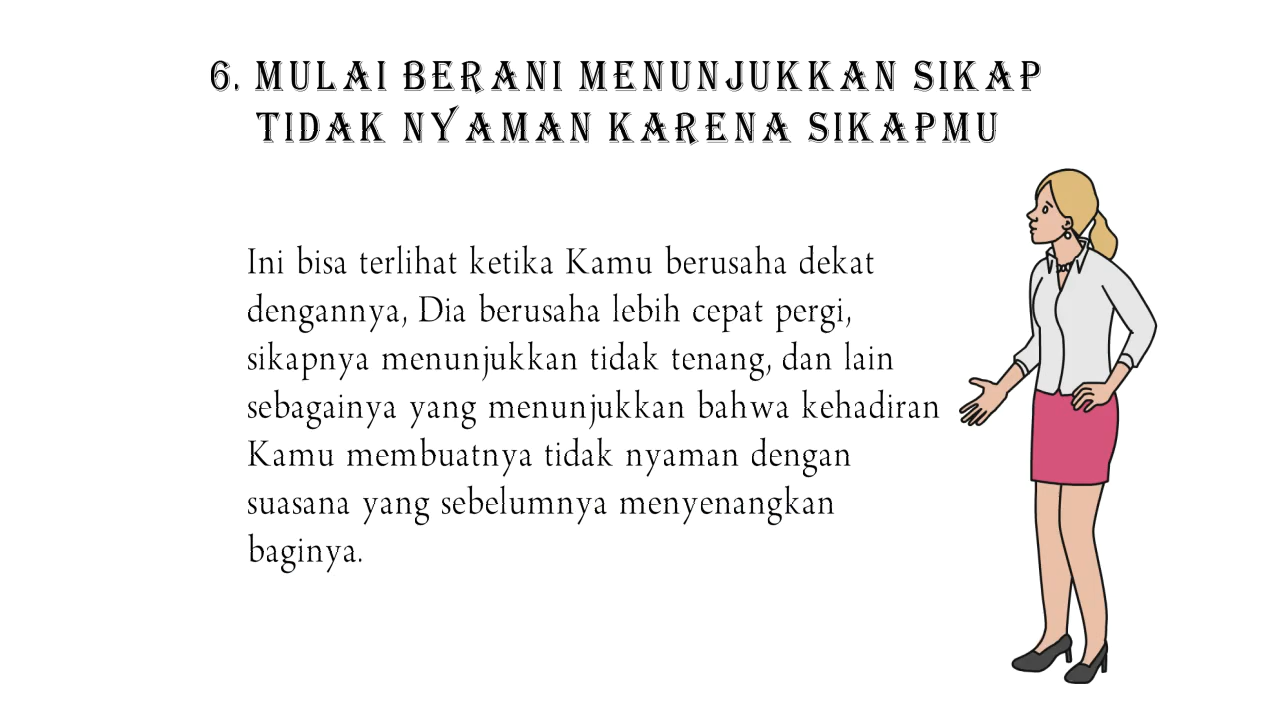 6. MULAI BERANI MENUNJUKKAN SIKAP
TIDAK NYAMAN KARENA SIKAPMU
Ini bisa terlihat ketika Kamu berusaha dekat
dengannya, Dia berusaha lebih cepat pergi,
sikapnya menunjukkan tidak tenang, dan lain
sebagainya yang menunjukkan bahwa kehadiran
Kamu membuatnya tidak nyaman dengan
suasana yang sebelumnya menyenangkan
baginya.